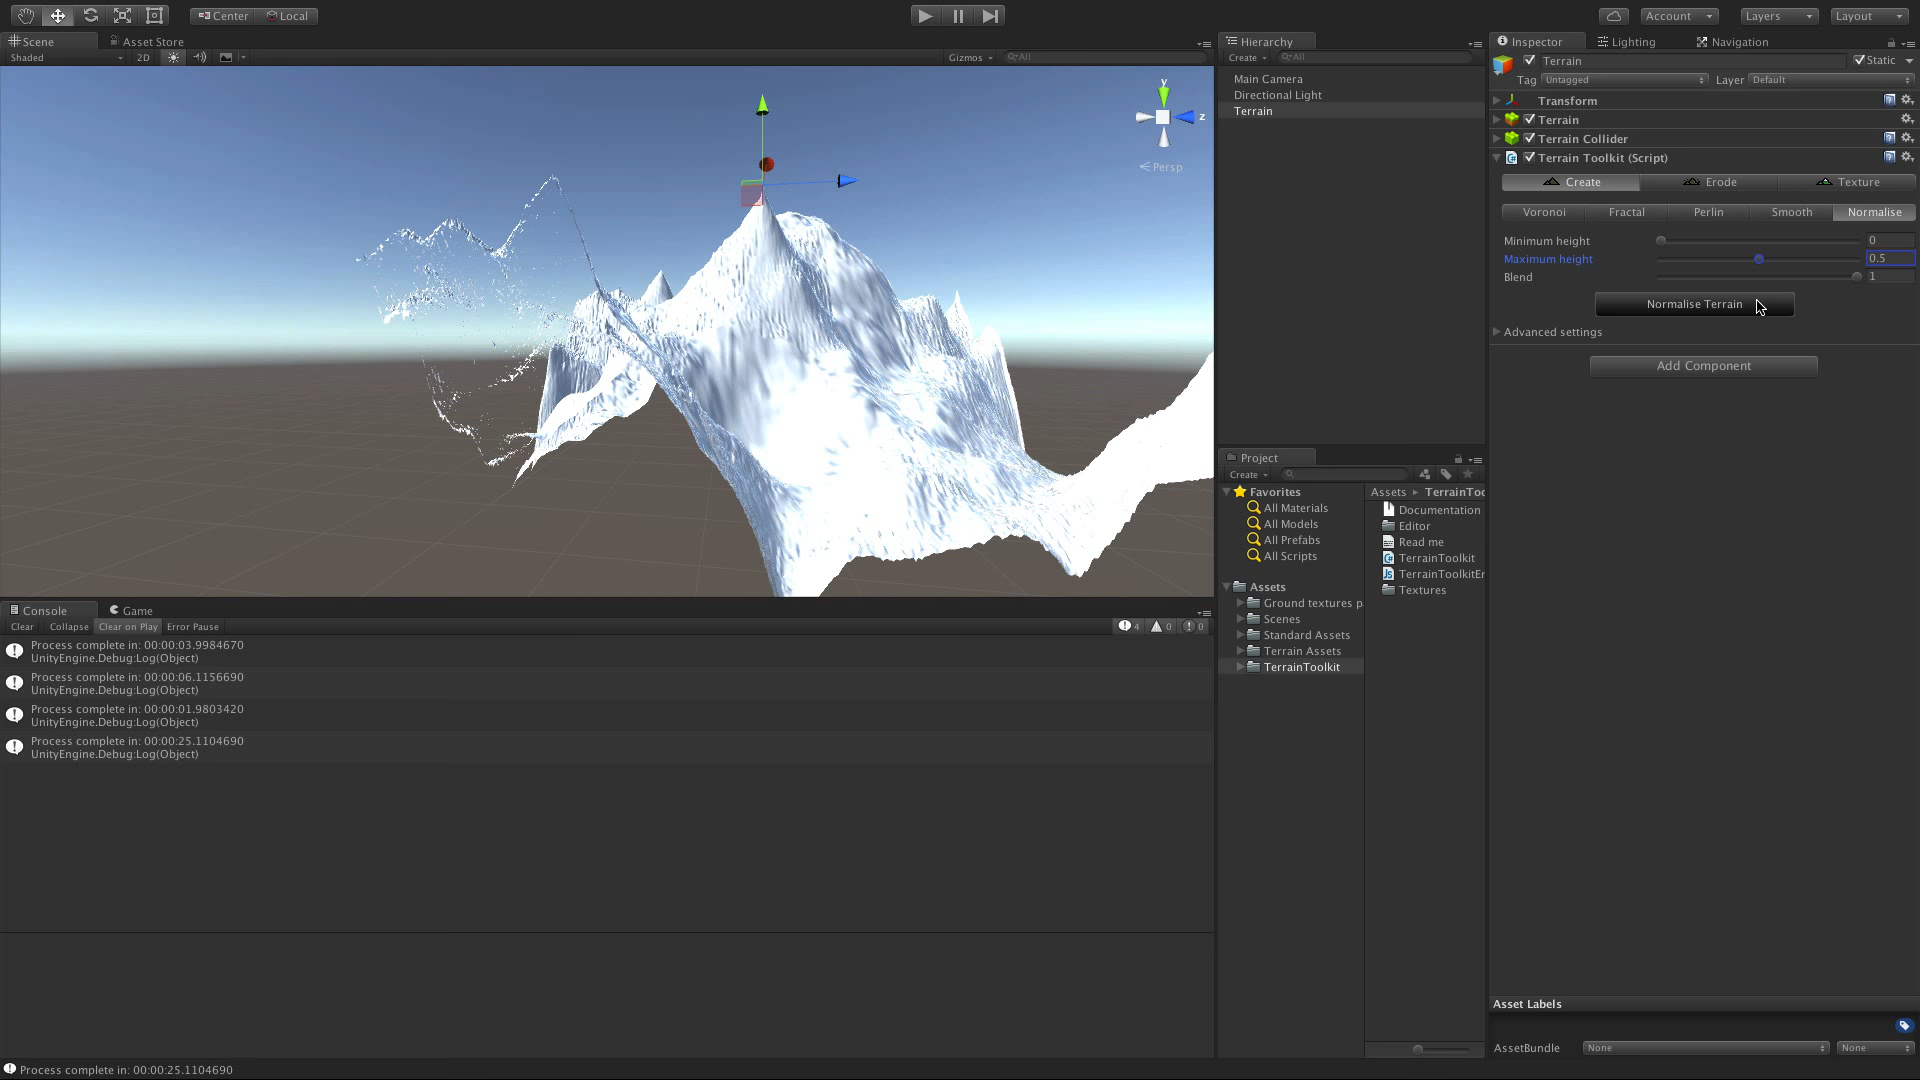 Center
Local
Account
Layers
Layout
Scene
Asset Store
Shaded
2D
Gizmos
All
y
z
Persp
Console
Game
Clear
Collapse
Clear on Play
Error Pause
4
0
0
Process complete in: 00:00:03.9984670
UnityEngine.Debug:Log(Object)
Process complete in: 00:00:06.1156690
UnityEngine.Debug:Log(Object)
Process complete in: 00:00:01.9803420
UnityEngine.Debug:Log(Object)
Process complete in: 00:00:25.1104690
UnityEngine.Debug:Log(Object)
Process complete in: 00:00:25.1104690
Hierarchy
Create
All
Main Camera
Directional Light
Terrain
Project
Create
Favorites
All Materials
All Models
All Prefabs
All Scripts
Assets
Ground textures p
Scenes
Standard Assets
Terrain Assets
TerrainToolkit
Assets
TerrainToo
Documentation
Editor
Read me
TerrainToolkit
TerrainToolkitEr
Textures
Inspector
Lighting
Navigation
Terrain
Static
Tag Untagged
Layer Default
Transform
Terrain
Terrain Collider
Terrain Toolkit (Script)
Create
Erode
Texture
Voronoi
Fractal
Perlin
Smooth
Normalise
Minimum height 0
Maximum height 0.5
Blend 1
Normalise Terrain
Advanced settings
Add Component
Asset Labels
AssetBundle
None
None